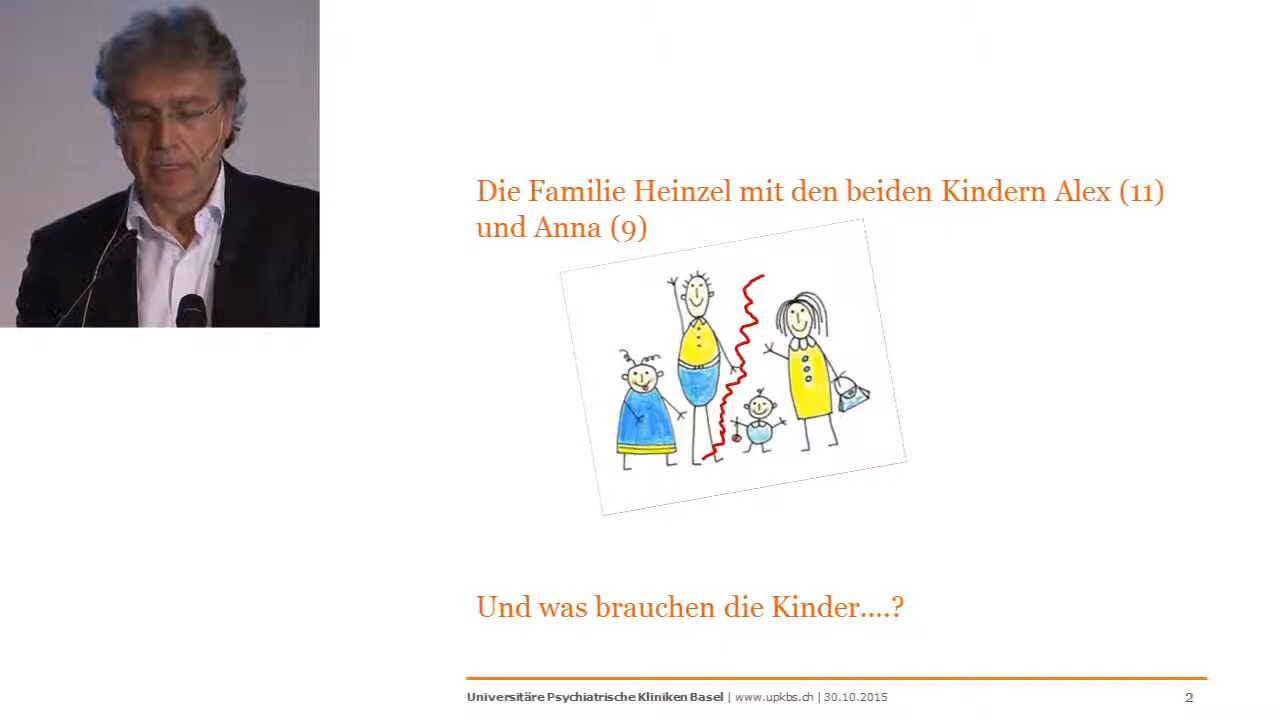 Die Familie Heinzel mit den beiden Kindern Alex (11)
und Anna (9)
Und was brauchen die Kinder....?
Universitäre Psychiatrische Kliniken Basel | www.upkbs.ch | 30.10.2015
2